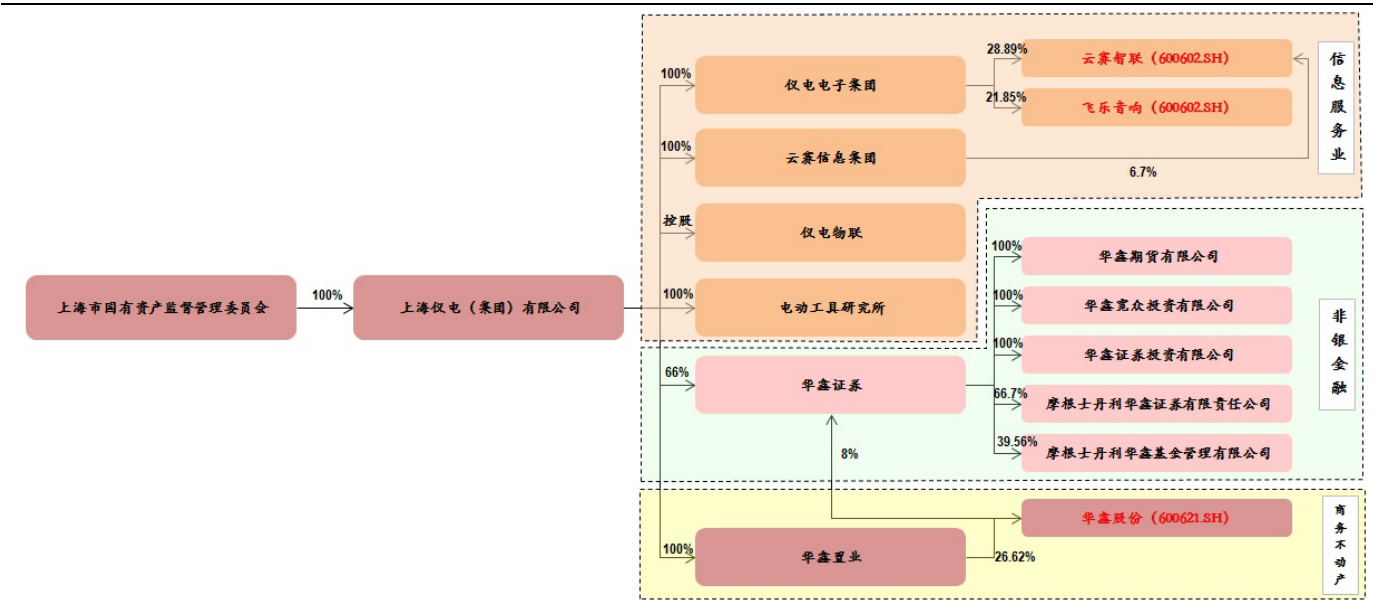 28.89%
云赛智联（600602.SH）
信息服务业
100%
仪电电子集团
21.85%
飞乐音响（600602.SH）
100%
云赛信息集团
6.7%
控股
仪电物联
100%
华鑫期货有限公司
上海市国有资产监督管理委员会
100%
上海仪电（集团）有限公司
100%
电动工具研究所
100%
华鑫宽众投资有限公司
非银金融
100%
华鑫证券投资有限公司
66%
华鑫证券
66.7%
摩根士丹利华鑫证券有限责任公司
39.56%
摩根士丹利华鑫基金管理有限公司
8%
华鑫股份（600621.SH）
商务不动产
100%
华鑫置业
26.62%